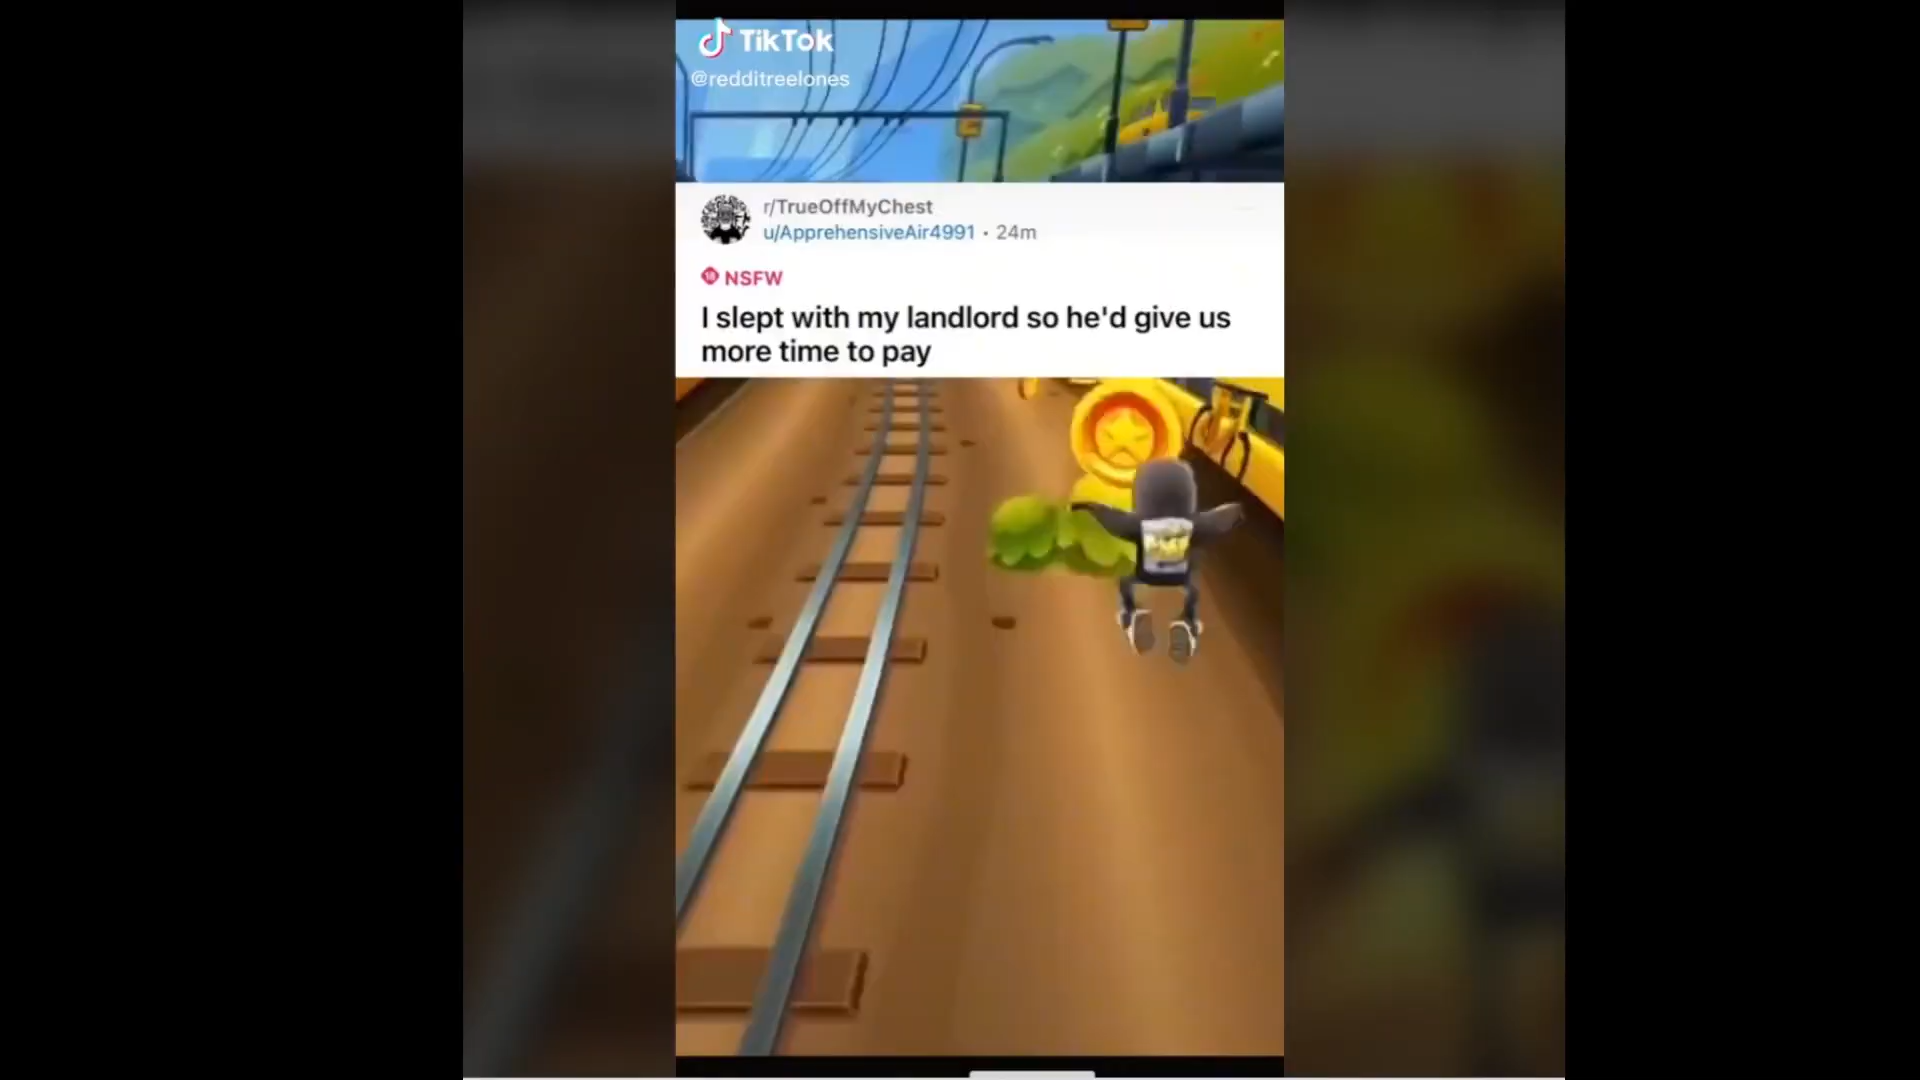 TikTok
@redditreelones
r/TrueOffMyChest
u/ApprehensiveAir4991 · 24m
NSFW
I slept with my landlord so he'd give us
more time to pay